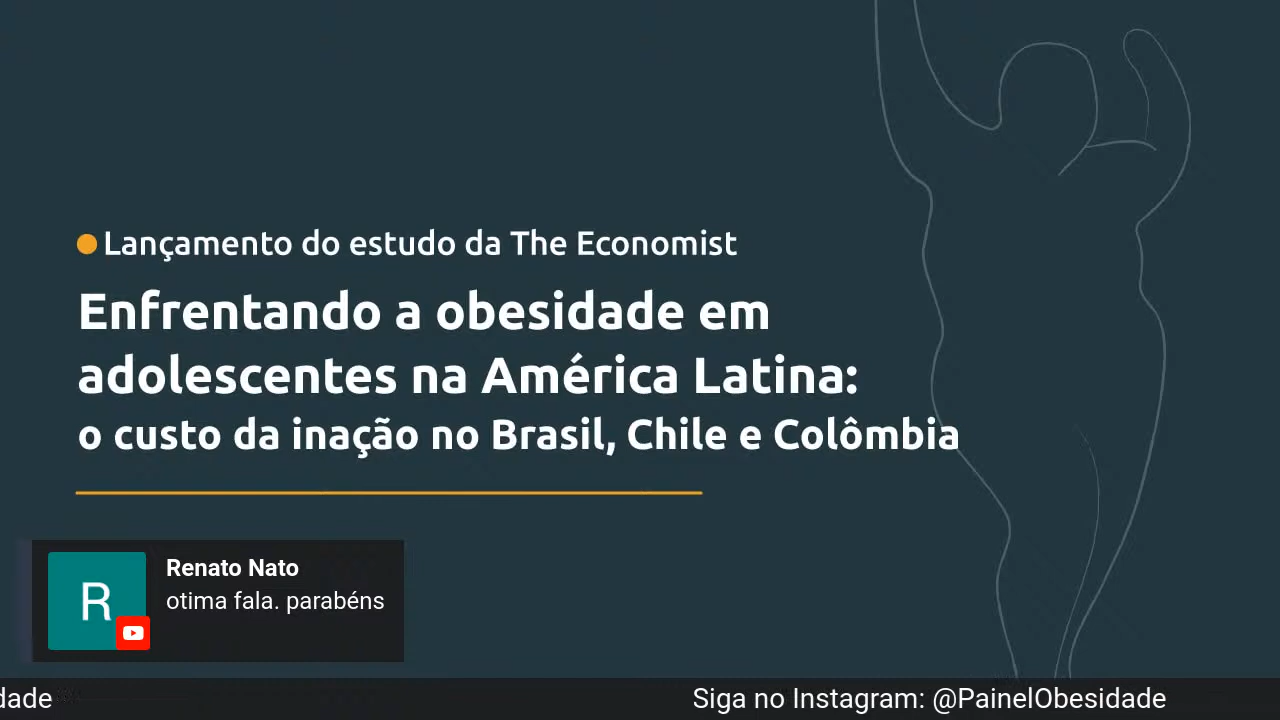 Lançamento do estudo da The Economist
Enfrentando a obesidade em
adolescentes na América Latina:
o custo da inação no Brasil, Chile e Colômbia
R
Renato Nato
otima fala. parabéns
dade
Siga no Instagram: @PainelObesidade